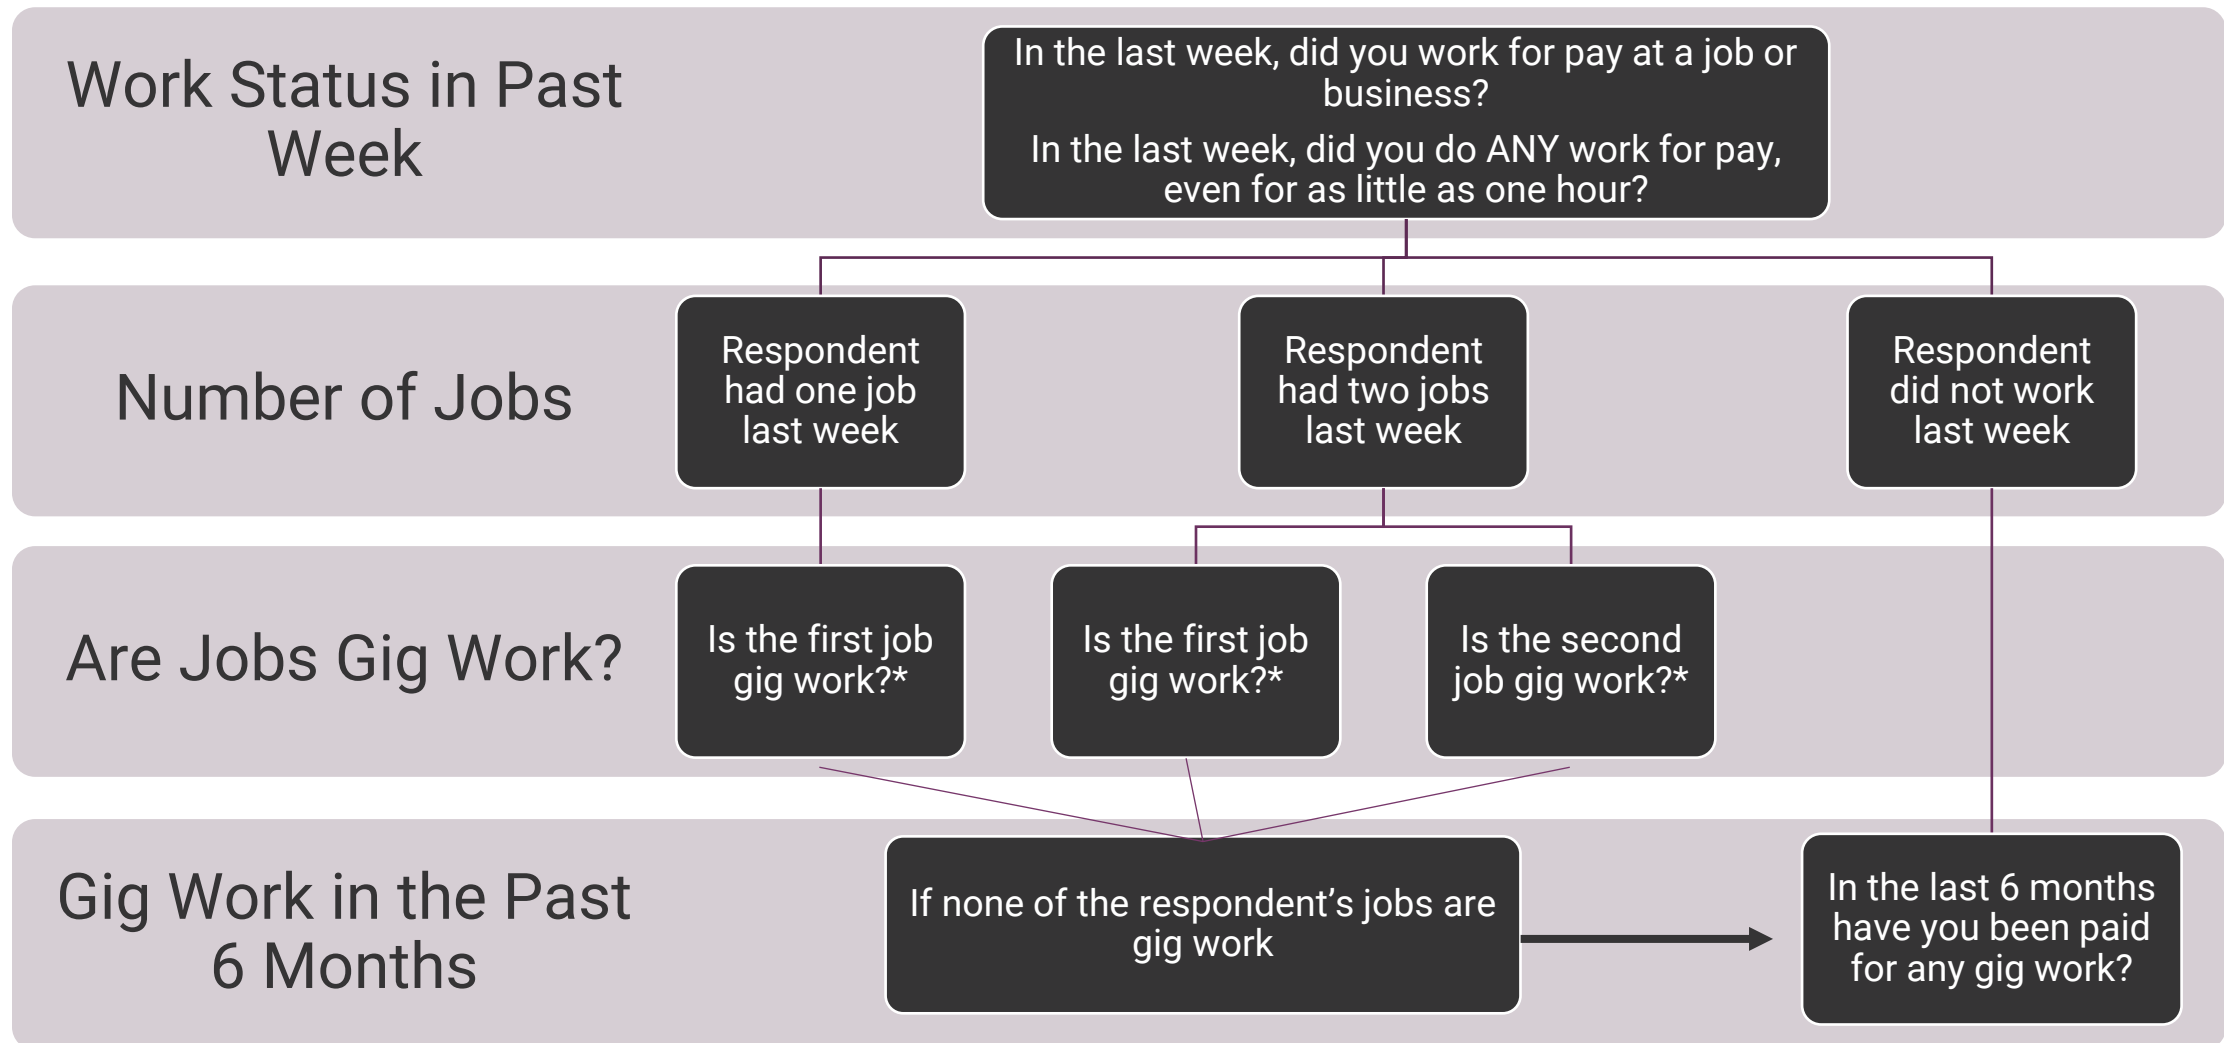 Work Status in Past
Week
In the last week, did you work for pay at a job or
business?
In the last week, did you do ANY work for pay,
even for as little as one hour?
Number of Jobs
Respondent
had one job
last week
Respondent
had two jobs
last week
Respondent
did not work
last week
Are Jobs Gig Work?
Is the first job
gig work?*
Is the first job
gig work?*
Is the second
job gig work?*
Gig Work in the Past
6 Months
If none of the respondent’s jobs are
gig work
In the last 6 months
have you been paid
for any gig work?